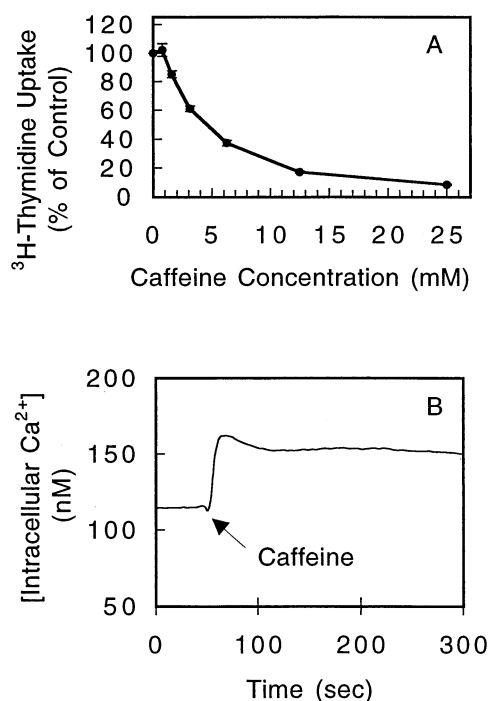 ³H-Thymidine Uptake
(% of Control)
120
100
80
60
40
20
0
A
0 5 10 15 20 25
Caffeine Concentration (mM)
[Intracellular Ca²⁺]
(nM)
200
150
100
50
B
Caffeine
0 100 200 300
Time (sec)